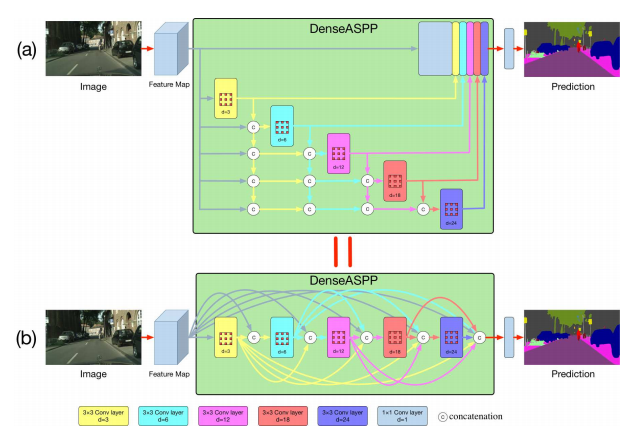 DenseASPP
(a)
Image
Feature Map
d=3
C
d=6
C
C
d=12
C
C
C
d=18
C
C
C
C
d=24
Prediction
DenseASPP
(b)
Image
Feature Map
d=3
C
d=6
C
d=12
C
d=18
C
d=24
C
Prediction
3×3 Conv layer
d=3
3×3 Conv layer
d=6
3×3 Conv layer
d=12
3×3 Conv layer
d=18
3×3 Conv layer
d=24
1×1 Conv layer
d=1
C concatenation